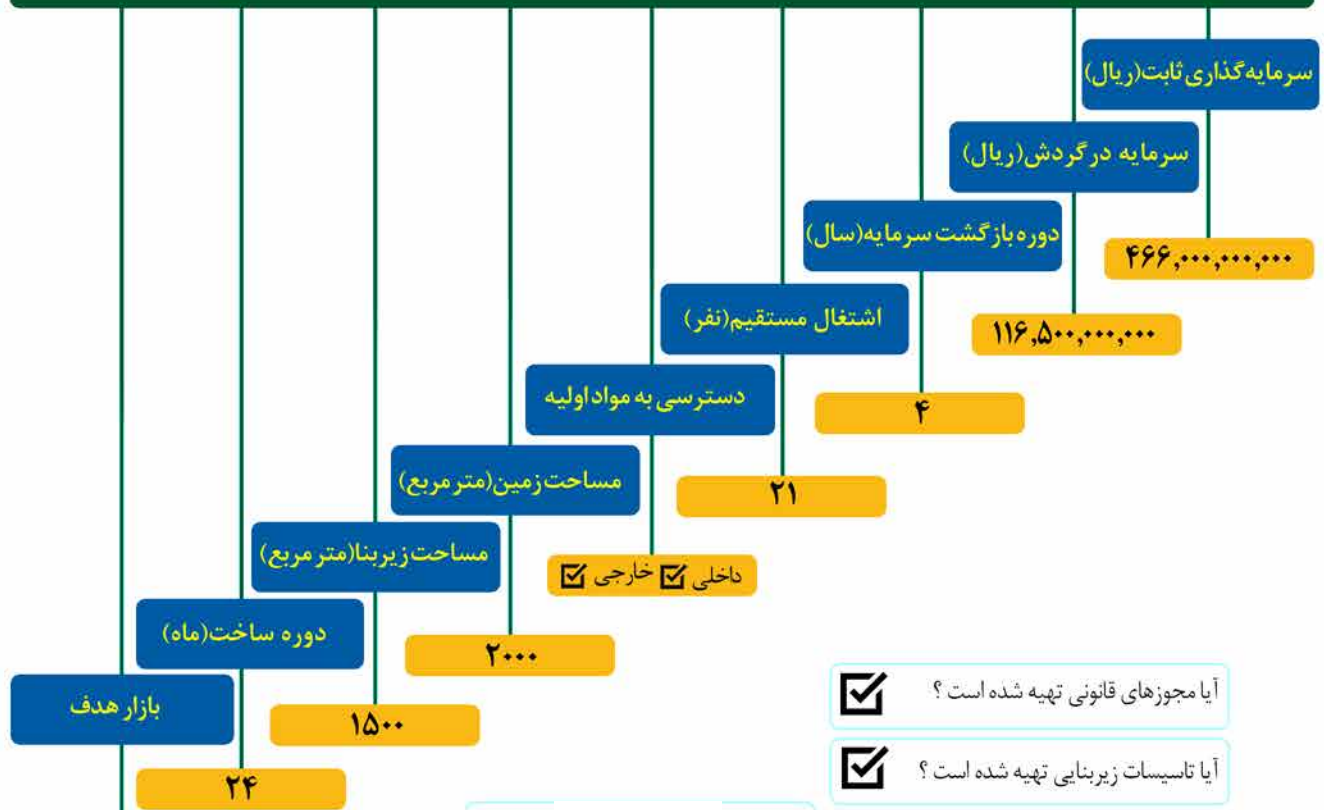 سرمایه‌گذاری ثابت(ریال)
۴۶۶,۰۰۰,۰۰۰,۰۰۰
سرمایه درگردش(ریال)
۱۱۶,۵۰۰,۰۰۰,۰۰۰
دوره بازگشت سرمایه(سال)
۴
اشتغال مستقیم(نفر)
۲۱
دسترسی به مواد اولیه
داخلی ☑ خارجی ☑
مساحت زمین(متر مربع)
۲۰۰۰
مساحت زیربنا(متر مربع)
۱۵۰۰
دوره ساخت(ماه)
۲۴
بازار هدف
آیا مجوزهای قانونی تهیه شده است ؟ ☑
آیا تاسیسات زیربنایی تهیه شده است ؟ ☑